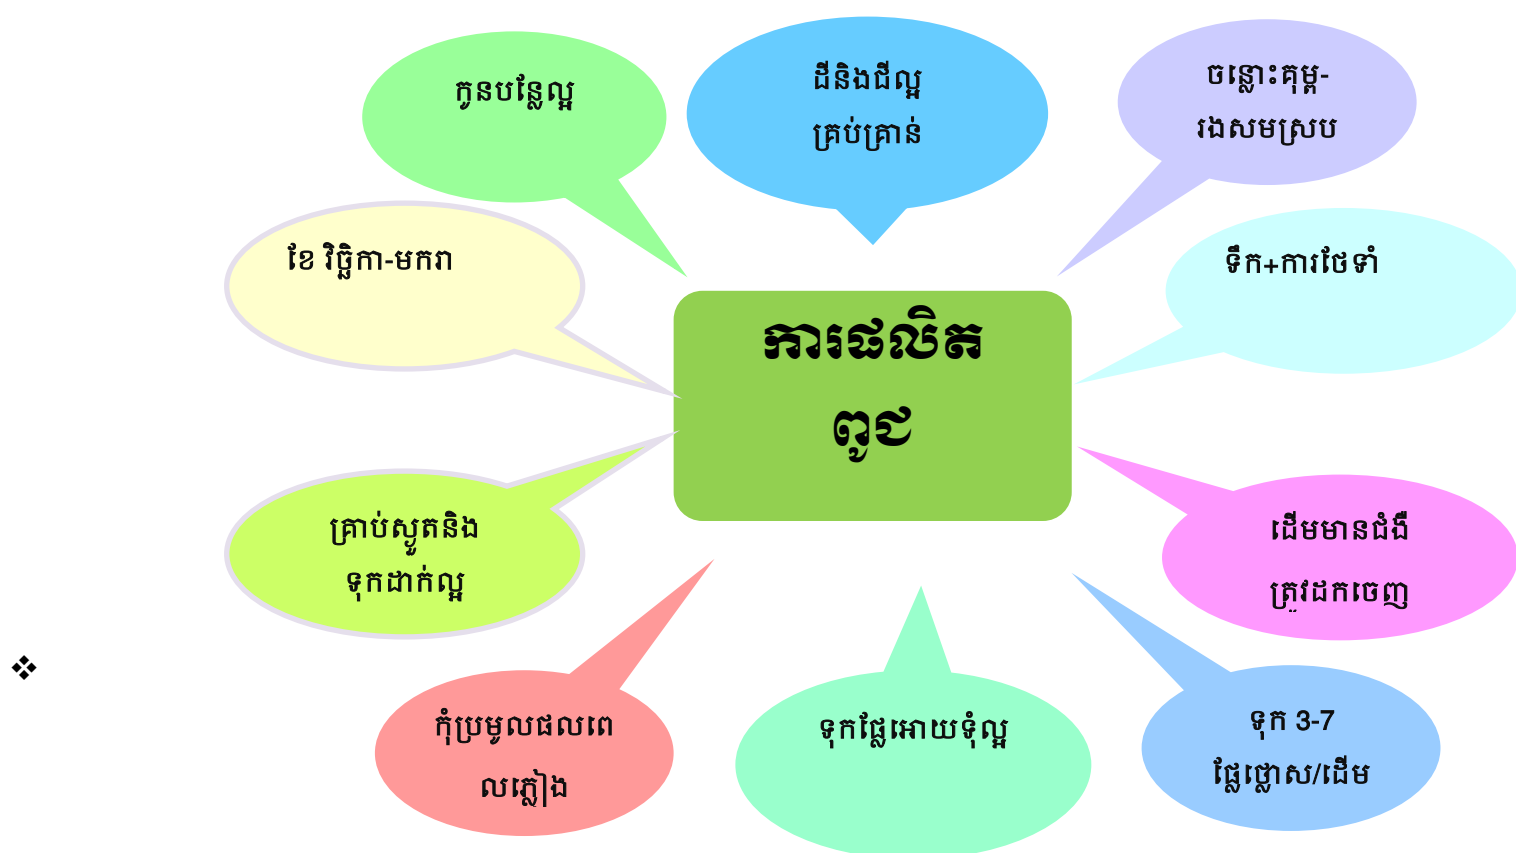 កូនបន្លែល្អ
ដីនិងជីល្អ
គ្រប់គ្រាន់
ចន្លោះគុម្ព-
រងសមស្រប
ខែ វិច្ឆិកា-មករា
ទឹក+ការថែទាំ
ការផលិត
ពូជ
គ្រាប់ស្ងួតនិង
ទុកដាក់ល្អ
ដើមមានជំងឺ
ត្រូវដកចេញ
កុំប្រមូលផលពេ
លភ្លៀង
ទុកផ្លែអោយទុំល្អ
ទុក 3-7
ផ្លែថ្លោស/ដើម